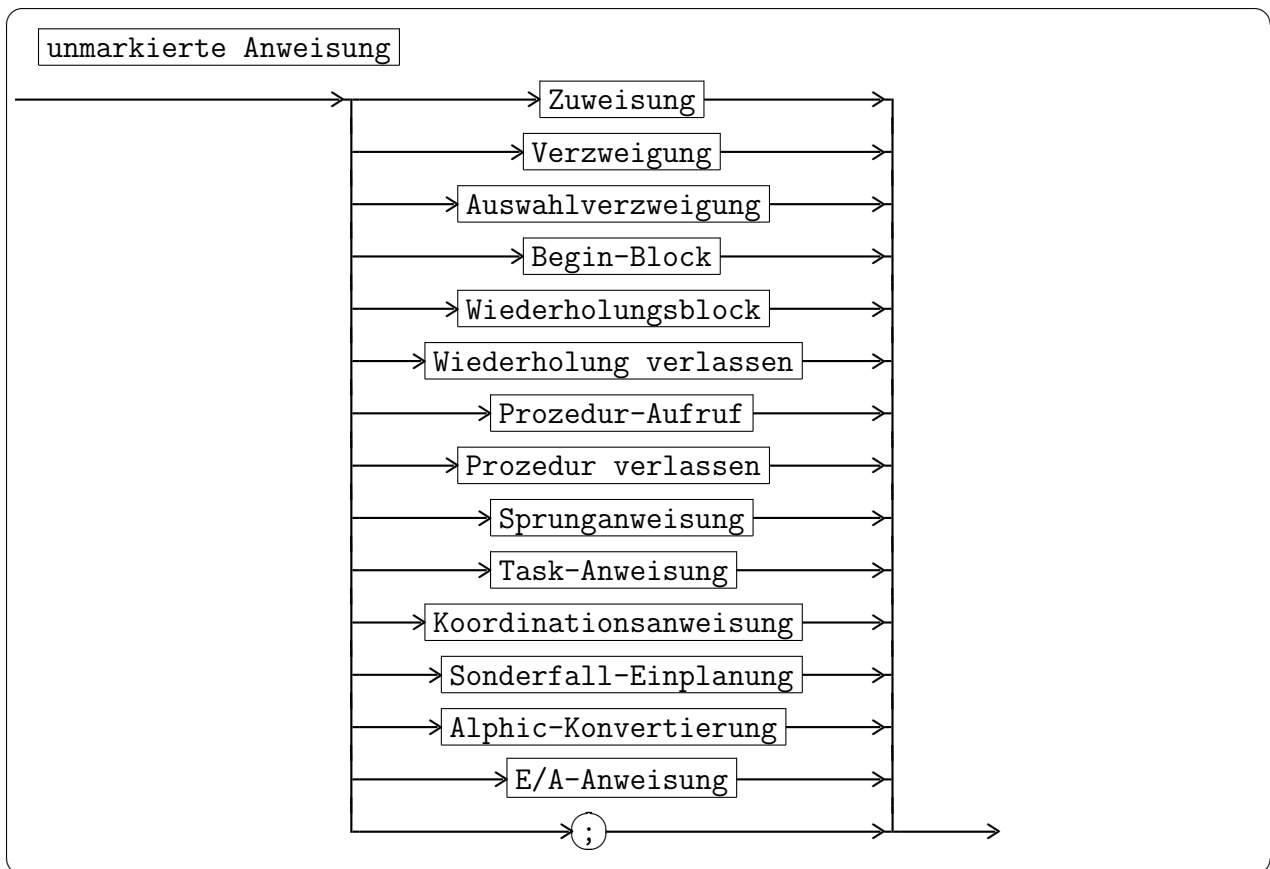 unmarkierte Anweisung
Zuweisung
Verzweigung
Auswahlverzweigung
Begin-Block
Wiederholungsblock
Wiederholung verlassen
Prozedur-Aufruf
Prozedur verlassen
Sprunganweisung
Task-Anweisung
Koordinationsanweisung
Sonderfall-Einplanung
Alphic-Konvertierung
E/A-Anweisung
;